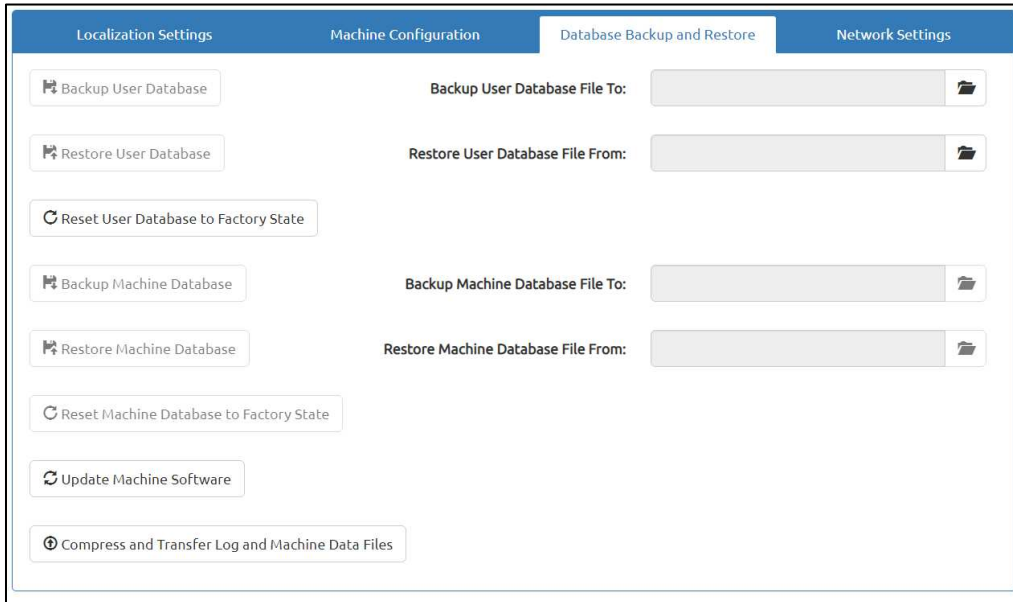 Localization Settings Machine Configuration Database Backup and Restore Network Settings
Backup User Database Backup User Database File To:
Restore User Database Restore User Database File From:
Reset User Database to Factory State
Backup Machine Database Backup Machine Database File To:
Restore Machine Database Restore Machine Database File From:
Reset Machine Database to Factory State
Update Machine Software
Compress and Transfer Log and Machine Data Files